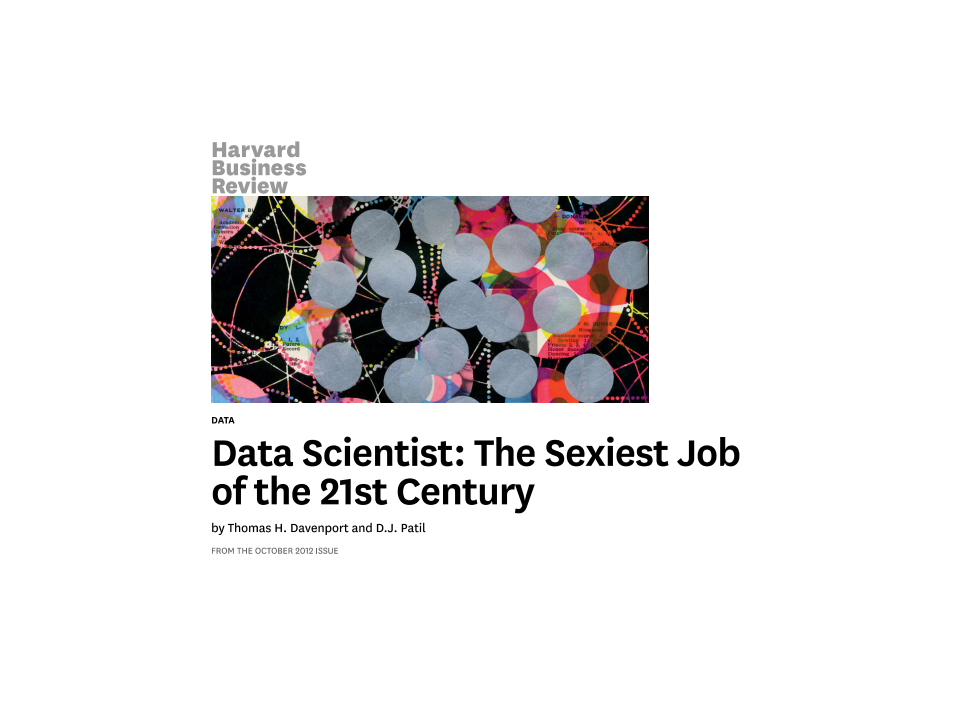 Harvard
Business
Review
DATA
Data Scientist: The Sexiest Job
of the 21st Century
by Thomas H. Davenport and D.J. Patil
FROM THE OCTOBER 2012 ISSUE